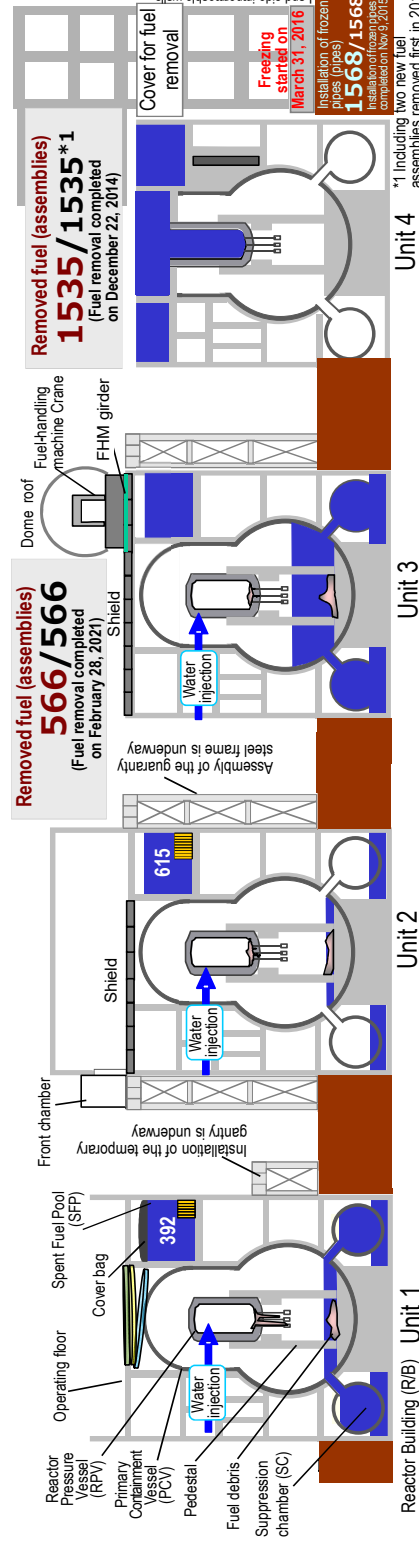 Reactor Pressure Vessel (RPV)
Primary Containment Vessel (PCV)
Pedestal
Fuel debris
Suppression chamber (SC)
Reactor Building (R/B)
Operating floor
Cover bag
Spent Fuel Pool (SFP)
392
Water injection
Unit 1
Installation of the temporary
gantry is underway
Front chamber
Shield
615
Water injection
Unit 2
Assembly of the guaranty
steel frame is underway
Removed fuel (assemblies)
566/566
(Fuel removal completed
on February 28, 2021)
Shield
Dome roof
Fuel-handling
machine Crane
FHM girder
Water injection
Unit 3
Removed fuel (assemblies)
1535/1535*1
(Fuel removal completed
on December 22, 2014)
Unit 4
Cover for fuel
removal
Freezing
started on
March 31, 2016
Installation of frozen
pipes (pipes)
1568/1568
Installation of frozen pipes
completed on Nov 9, 2015
*1 Including two new fuel
assemblies removed first in